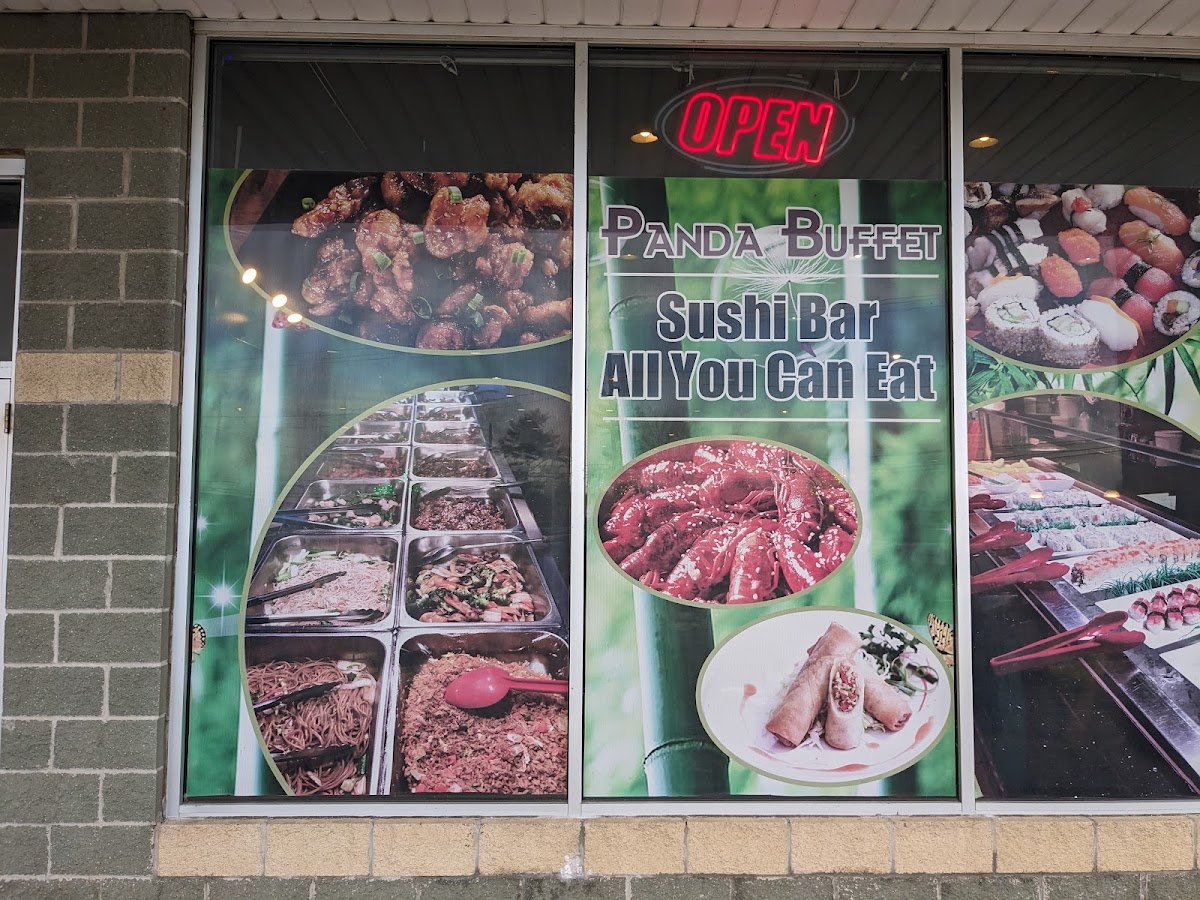 OPEN
Panda Buffet
Sushi Bar
All You Can Eat